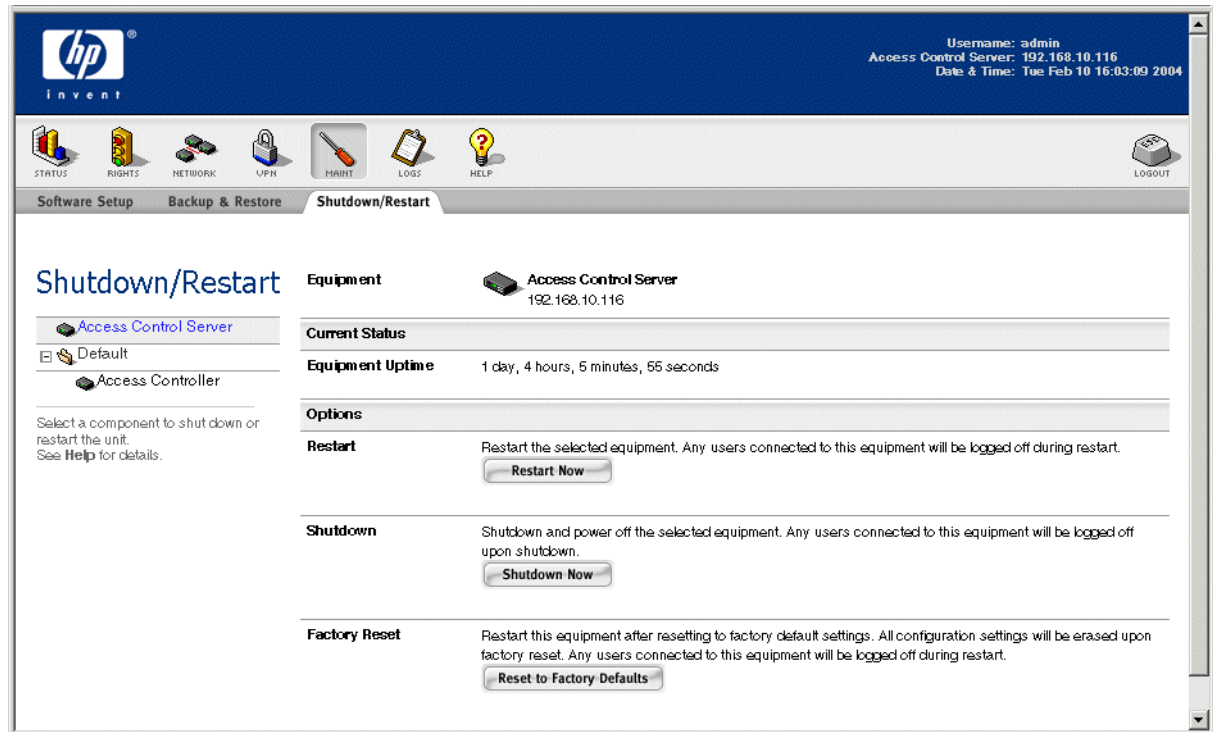 hp®
invent
Username: admin
Access Control Server: 192.168.10.116
Date & Time: Tue Feb 10 16:03:09 2004
STATUS
RIGHTS
NETWORK
VPN
MAINT
LOGS
HELP
LOGOUT
Software Setup
Backup & Restore
Shutdown/Restart
Shutdown/Restart
Access Control Server
Default
Access Controller
Select a component to shut down or
restart the unit.
See Help for details.
Equipment
Access Control Server
192.168.10.116
Current Status
Equipment Uptime
1 day, 4 hours, 5 minutes, 55 seconds
Options
Restart
Restart the selected equipment. Any users connected to this equipment will be logged off during restart.
Restart Now
Shutdown
Shutdown and power off the selected equipment. Any users connected to this equipment will be logged off
upon shutdown.
Shutdown Now
Factory Reset
Restart this equipment after resetting to factory default settings. All configuration settings will be erased upon
factory reset. Any users connected to this equipment will be logged off during restart.
Reset to Factory Defaults